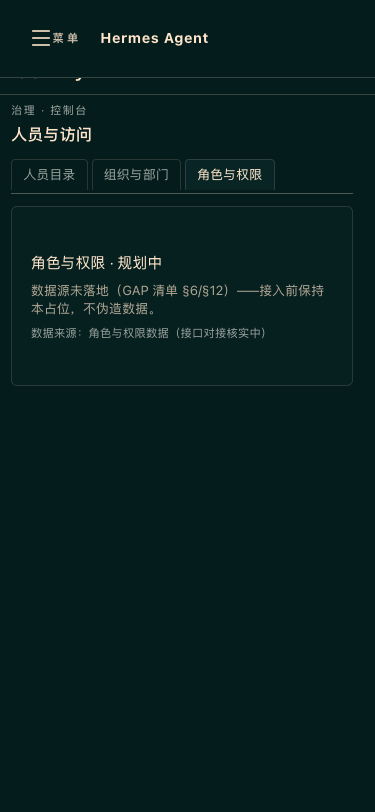 菜单 Hermes Agent
治理 · 控制台
人员与访问
人员目录 组织与部门 角色与权限
角色与权限 · 规划中
数据源未落地（GAP 清单 §6/§12）——接入前保持
本占位，不伪造数据。
数据来源：角色与权限数据（接口对接核实中）